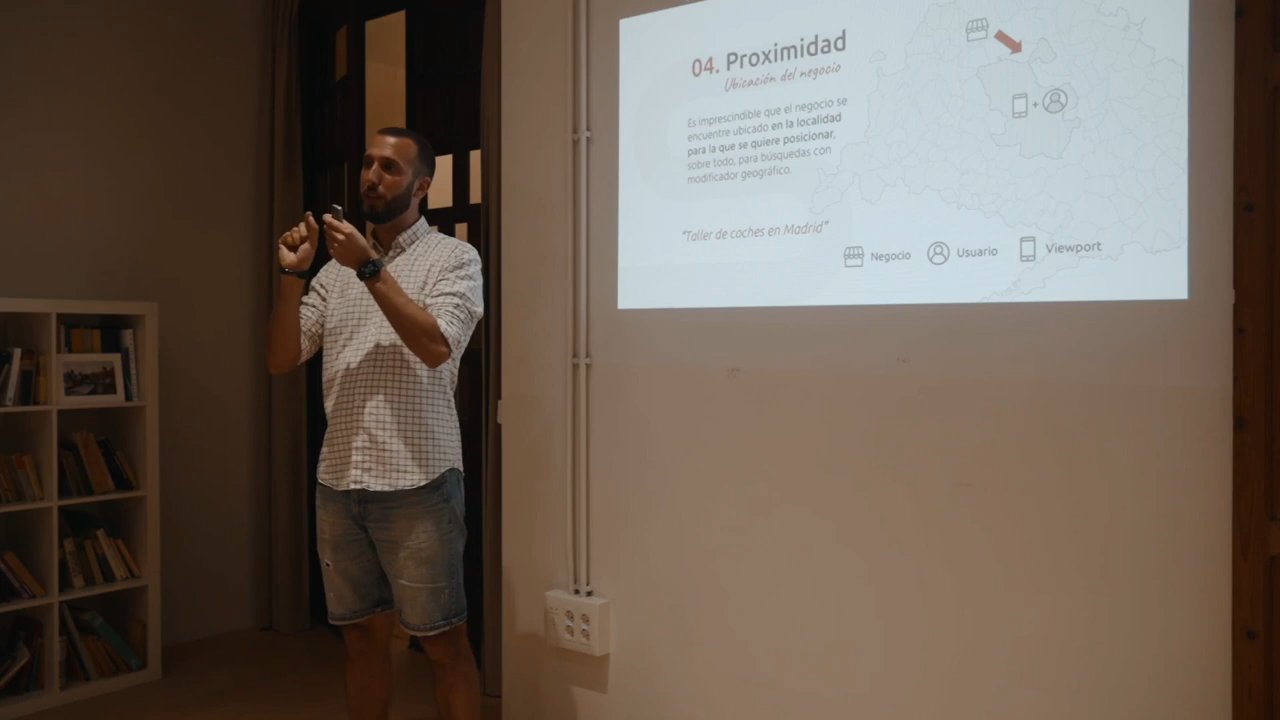 04. Proximidad
Ubicación del negocio
Es imprescindible que el negocio se
encuentre ubicado en la localidad
para la que se quiere posicionar,
sobre todo, para búsquedas con
modificador geográfico.
"Taller de coches en Madrid"
Negocio
Usuario
Viewport